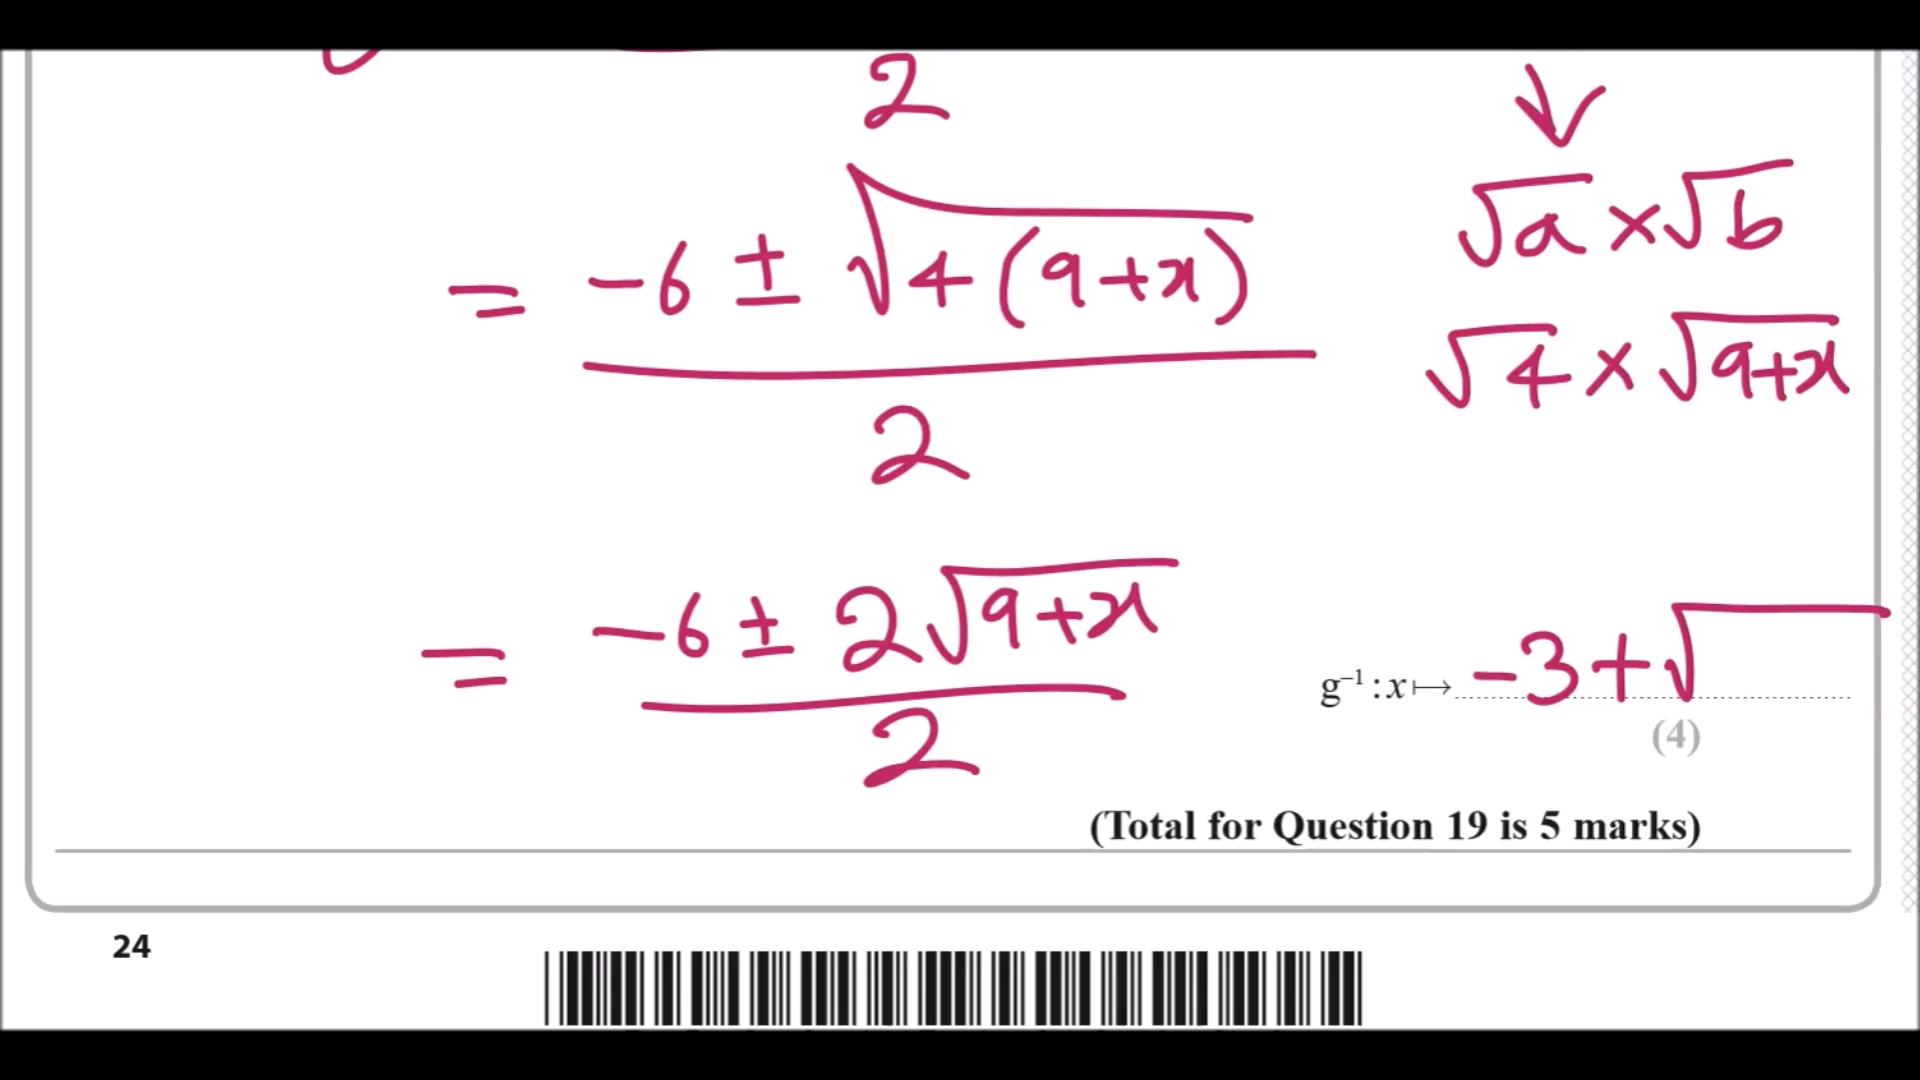 2
↓
√a × √b
= (-6 ± √(4(9+x))) / 2
√4 × √(9+x)
= (-6 ± 2√(9+x)) / 2
g⁻¹ : x ↦ -3 + √
(4)
(Total for Question 19 is 5 marks)
24